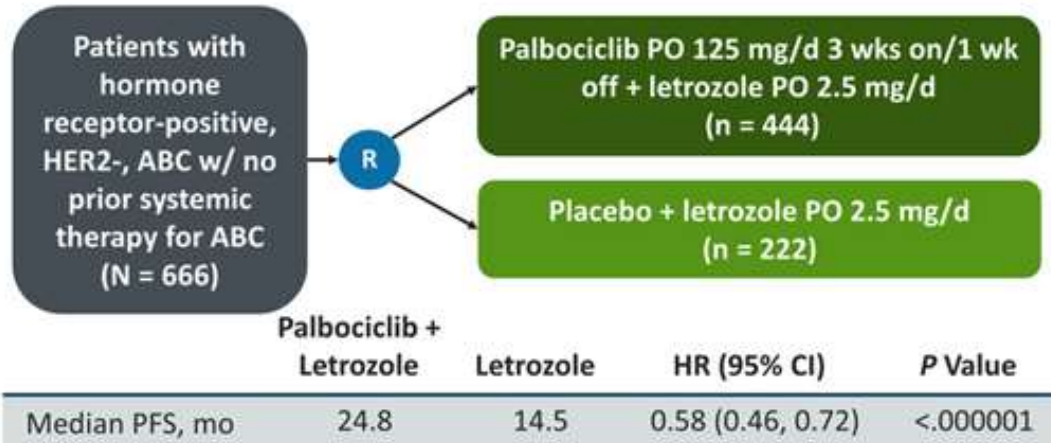 Patients with
hormone
receptor-positive,
HER2-, ABC w/ no
prior systemic
therapy for ABC
(N = 666)
R
Palbociclib PO 125 mg/d 3 wks on/1 wk
off + letrozole PO 2.5 mg/d
(n = 444)
Placebo + letrozole PO 2.5 mg/d
(n = 222)
Palbociclib +
Letrozole Letrozole HR (95% CI) P Value
Median PFS, mo 24.8 14.5 0.58 (0.46, 0.72) <.000001